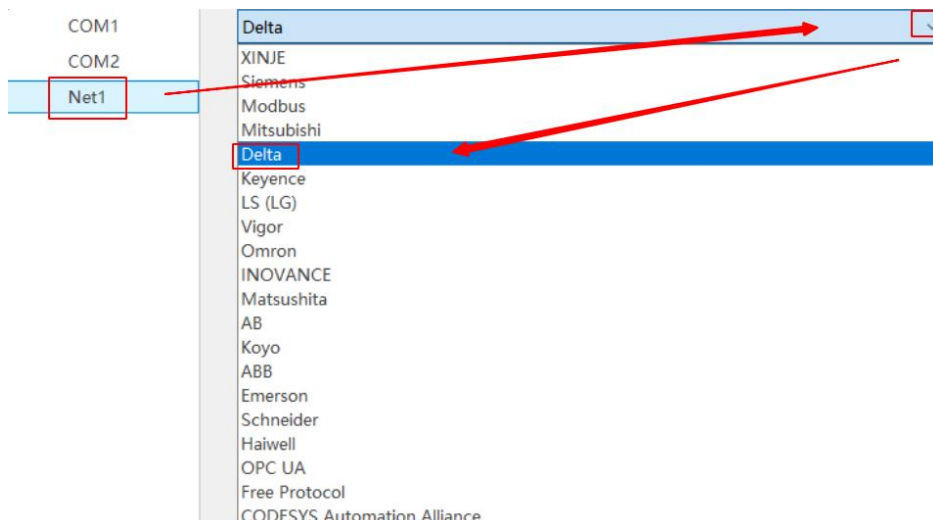 COM1
COM2
Net1
Delta
XINJE
Siemens
Modbus
Mitsubishi
Delta
Keyence
LS (LG)
Vigor
Omron
INOVANCE
Matsushita
AB
Koyo
ABB
Emerson
Schneider
Haiwell
OPC UA
Free Protocol
CODESYS Automation Alliance